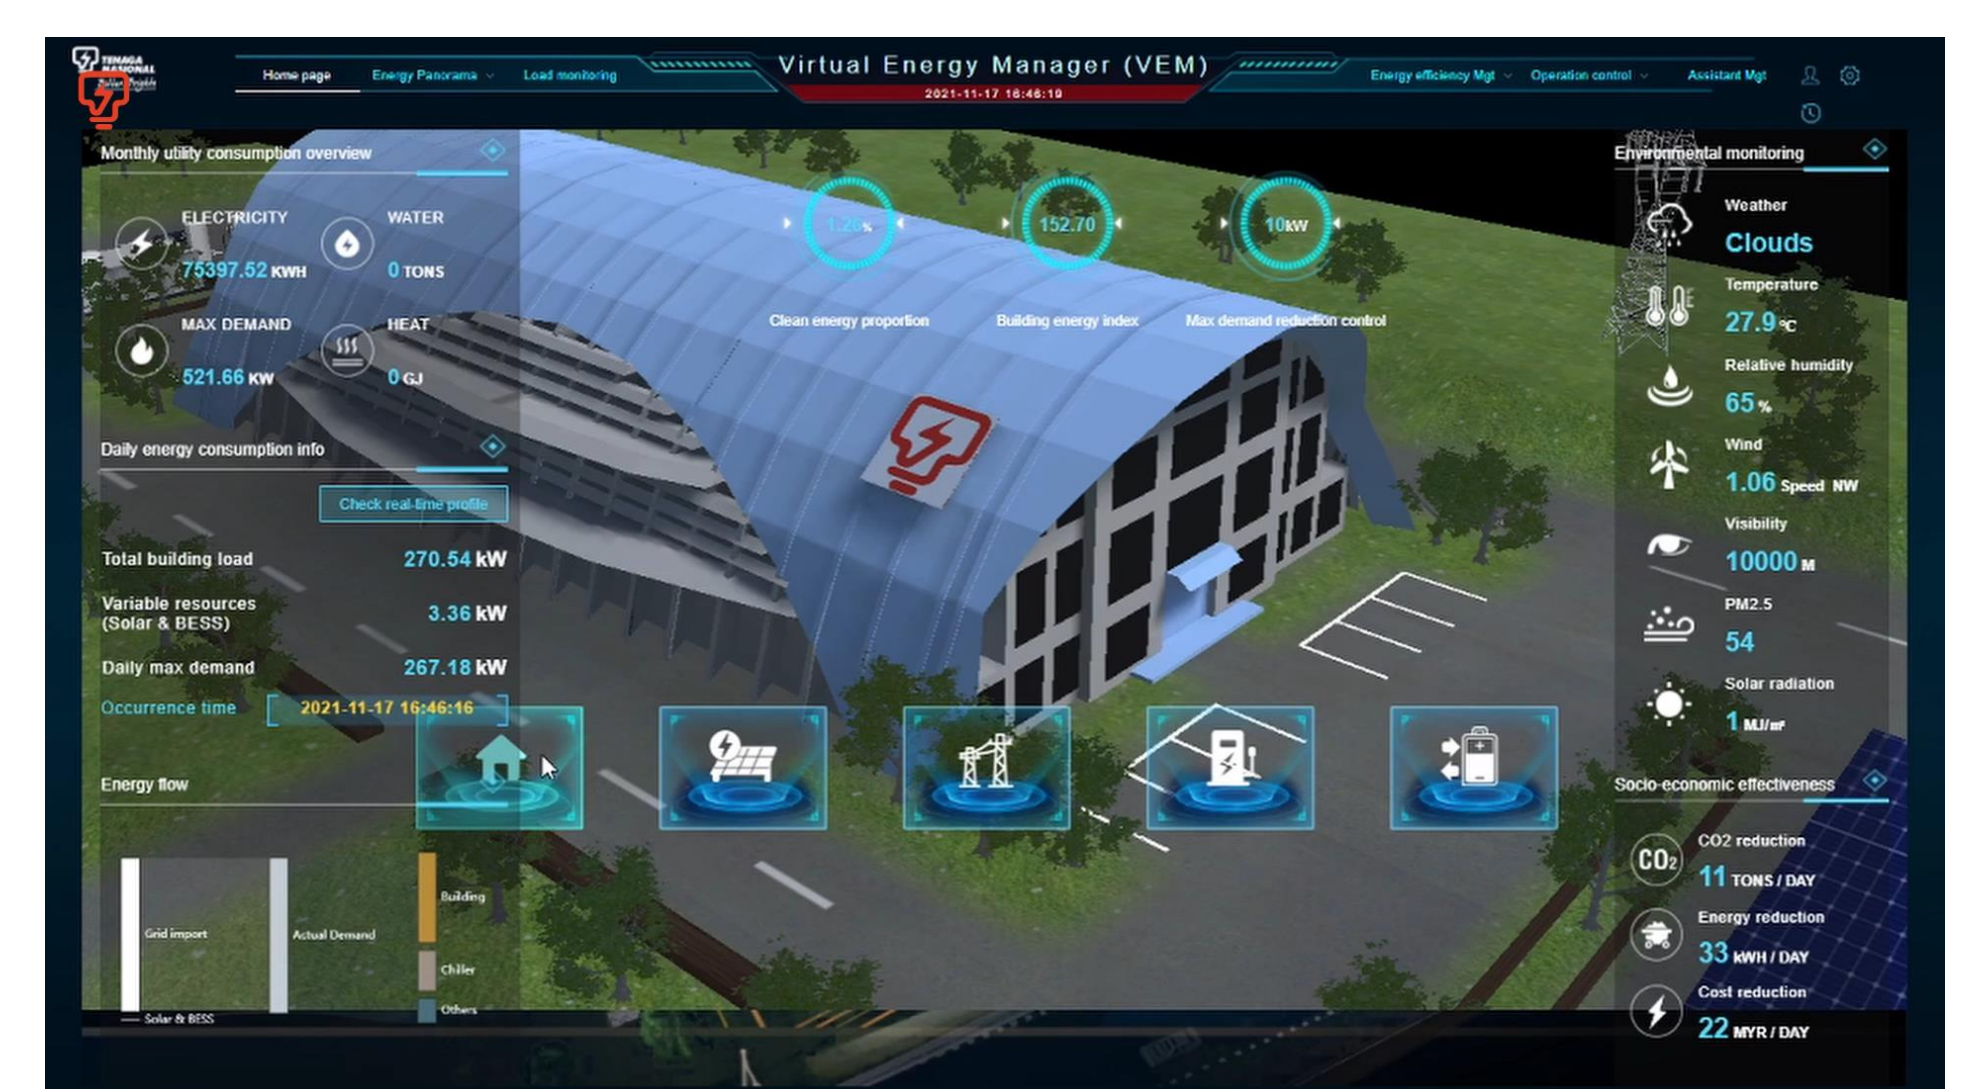 TENAGA
NASIONAL
Home page
Energy Panorama
Load monitoring
Virtual Energy Manager (VEM)
2021-11-17 16:46:19
Energy efficiency Mgt
Operation control
Assistant Mgt
Monthly utility consumption overview
ELECTRICITY
75397.52 KWH
WATER
0 TONS
MAX DEMAND
521.66 KW
HEAT
0 GJ
Daily energy consumption info
Check real-time profile
Total building load
270.54 kW
Variable resources
(Solar & BESS)
3.36 kW
Daily max demand
267.18 kW
Occurrence time
2021-11-17 16:46:16
Energy flow
Grid import
Actual Demand
Building
Chiller
Others
Solar & BESS
1.26%
152.70
10kW
Clean energy proportion
Building energy index
Max demand reduction control
Environmental monitoring
Weather
Clouds
Temperature
27.9 ℃
Relative humidity
65 %
Wind
1.06 Speed NW
Visibility
10000 M
PM2.5
54
Solar radiation
1 MJ/m²
Socio-economic effectiveness
CO2
CO2 reduction
11 TONS / DAY
Energy reduction
33 kWH / DAY
Cost reduction
22 MYR / DAY